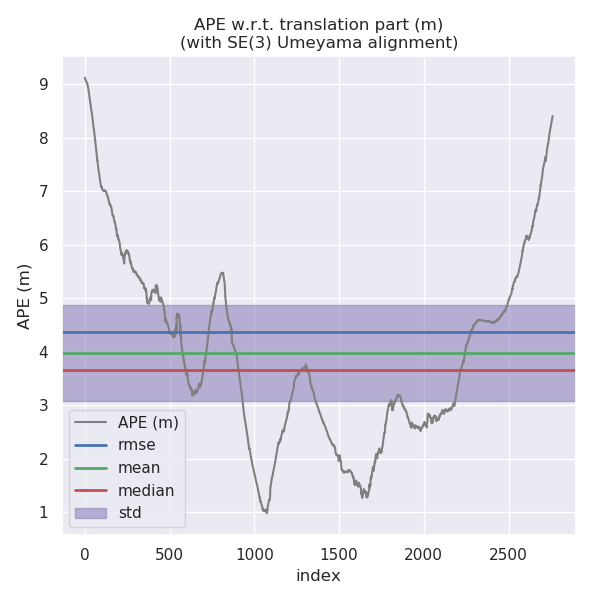 APE w.r.t. translation part (m)
(with SE(3) Umeyama alignment)
APE (m)
9
8
7
6
5
4
3
2
1
APE (m)
rmse
mean
median
std
0
500
1000
1500
2000
2500
index